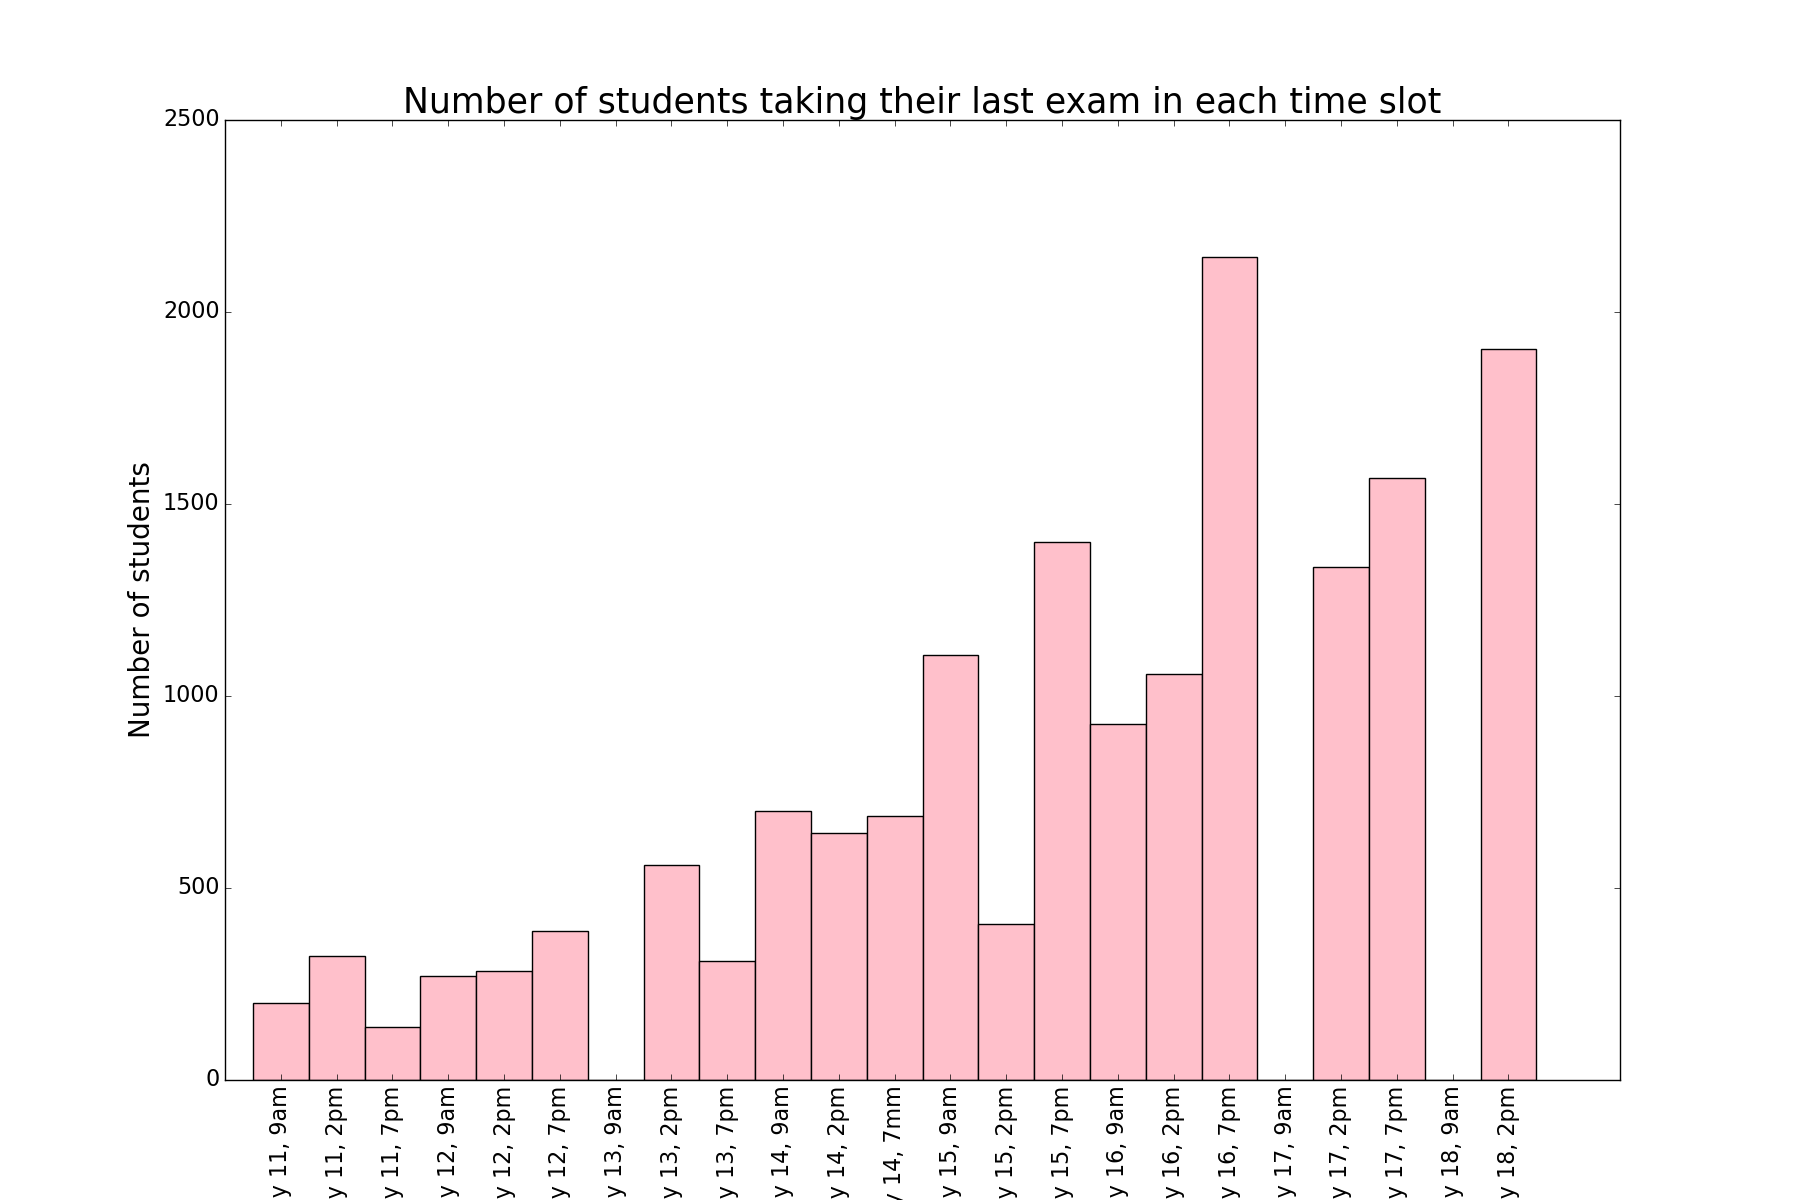 Number of students taking their last exam in each time slot
Number of students
2500
2000
1500
1000
500
0
y 11, 9am
y 11, 2pm
y 11, 7pm
y 12, 9am
y 12, 2pm
y 12, 7pm
y 13, 9am
y 13, 2pm
y 13, 7pm
y 14, 9am
y 14, 2pm
y 14, 7mm
y 15, 9am
y 15, 2pm
y 15, 7pm
y 16, 9am
y 16, 2pm
y 16, 7pm
y 17, 9am
y 17, 2pm
y 17, 7pm
y 18, 9am
y 18, 2pm